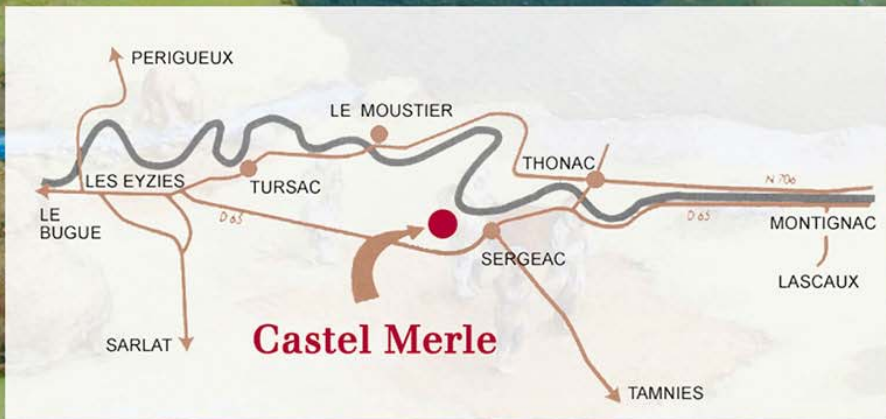 PERIGUEUX
LE MOUSTIER
THONAC
N 706
LES EYZIES
TURSAC
LE
BUGUE
D 65
D 65
MONTIGNAC
SERGEAC
LASCAUX
Castel Merle
SARLAT
TAMNIES